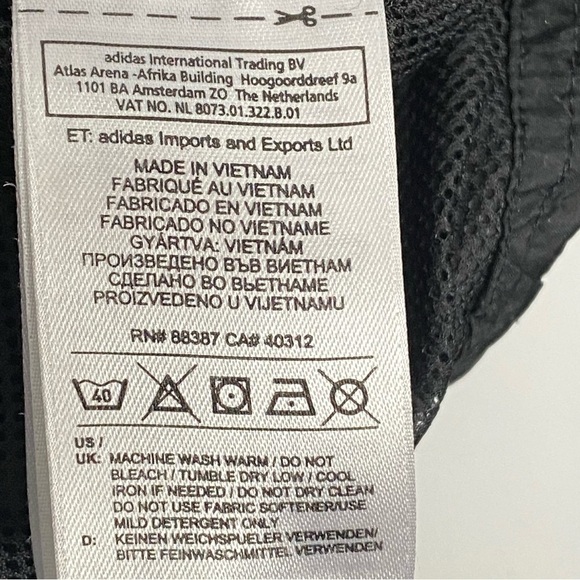 adidas International Trading BV
Atlas Arena -Afrika Building Hoogoorddreef 9a
1101 BA Amsterdam ZO The Netherlands
VAT NO. NL 8073.01.322.B.01
ET: adidas Imports and Exports Ltd
MADE IN VIETNAM
FABRIQUÉ AU VIETNAM
FABRICADO EN VIETNAM
FABRICADO NO VIETNAME
GYÁRTVA: VIETNÁM
ПРОИЗВЕДЕНО ВЪВ ВИЕТНАМ
СДЕЛАНО ВО ВЬЕТНАМЕ
PROIZVEDENO U VIJETNAMU
RN# 88387 CA# 40312
40
US /
UK: MACHINE WASH WARM / DO NOT
BLEACH / TUMBLE DRY LOW / COOL
IRON IF NEEDED / DO NOT DRY CLEAN
DO NOT USE FABRIC SOFTENER/USE
MILD DETERGENT ONLY
D: KEINEN WEICHSPUELER VERWENDEN/
BITTE FEINWASCHMITTEL VERWENDEN